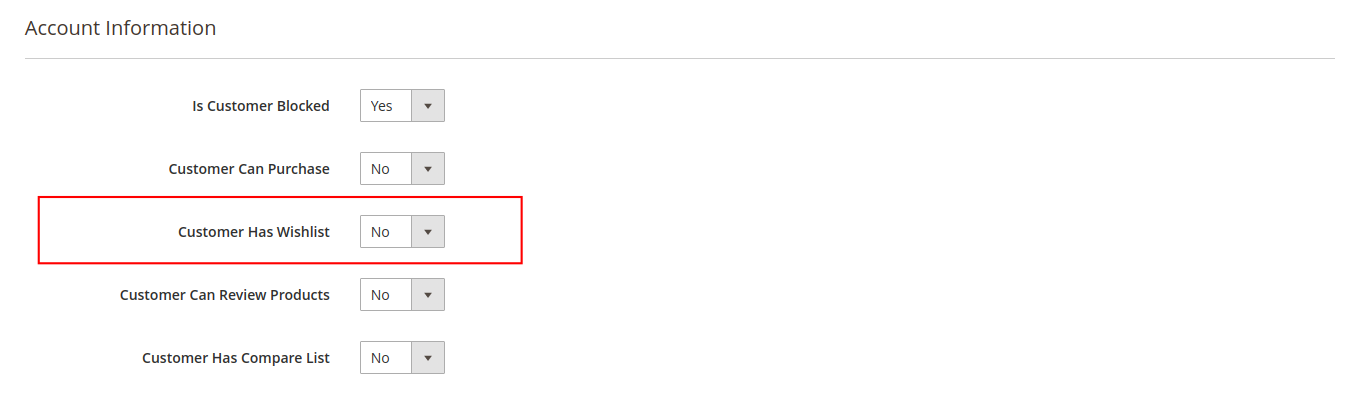 Account Information
Is Customer Blocked Yes
Customer Can Purchase No
Customer Has Wishlist No
Customer Can Review Products No
Customer Has Compare List No